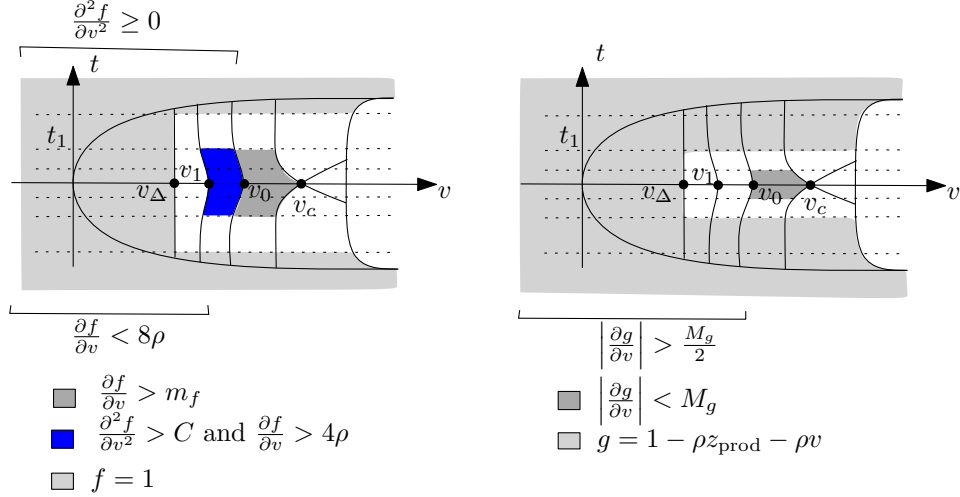 ∂²f/∂v² ≥ 0
t
t₁
v₁
v_Δ
v₀
v_c
v
∂f/∂v < 8ρ
∂f/∂v > m_f
∂²f/∂v² > C and ∂f/∂v > 4ρ
f = 1
t
t₁
v₁
v_Δ
v₀
v_c
v
|∂g/∂v| > M_g/2
|∂g/∂v| < M_g
g = 1 − ρz_prod − ρv